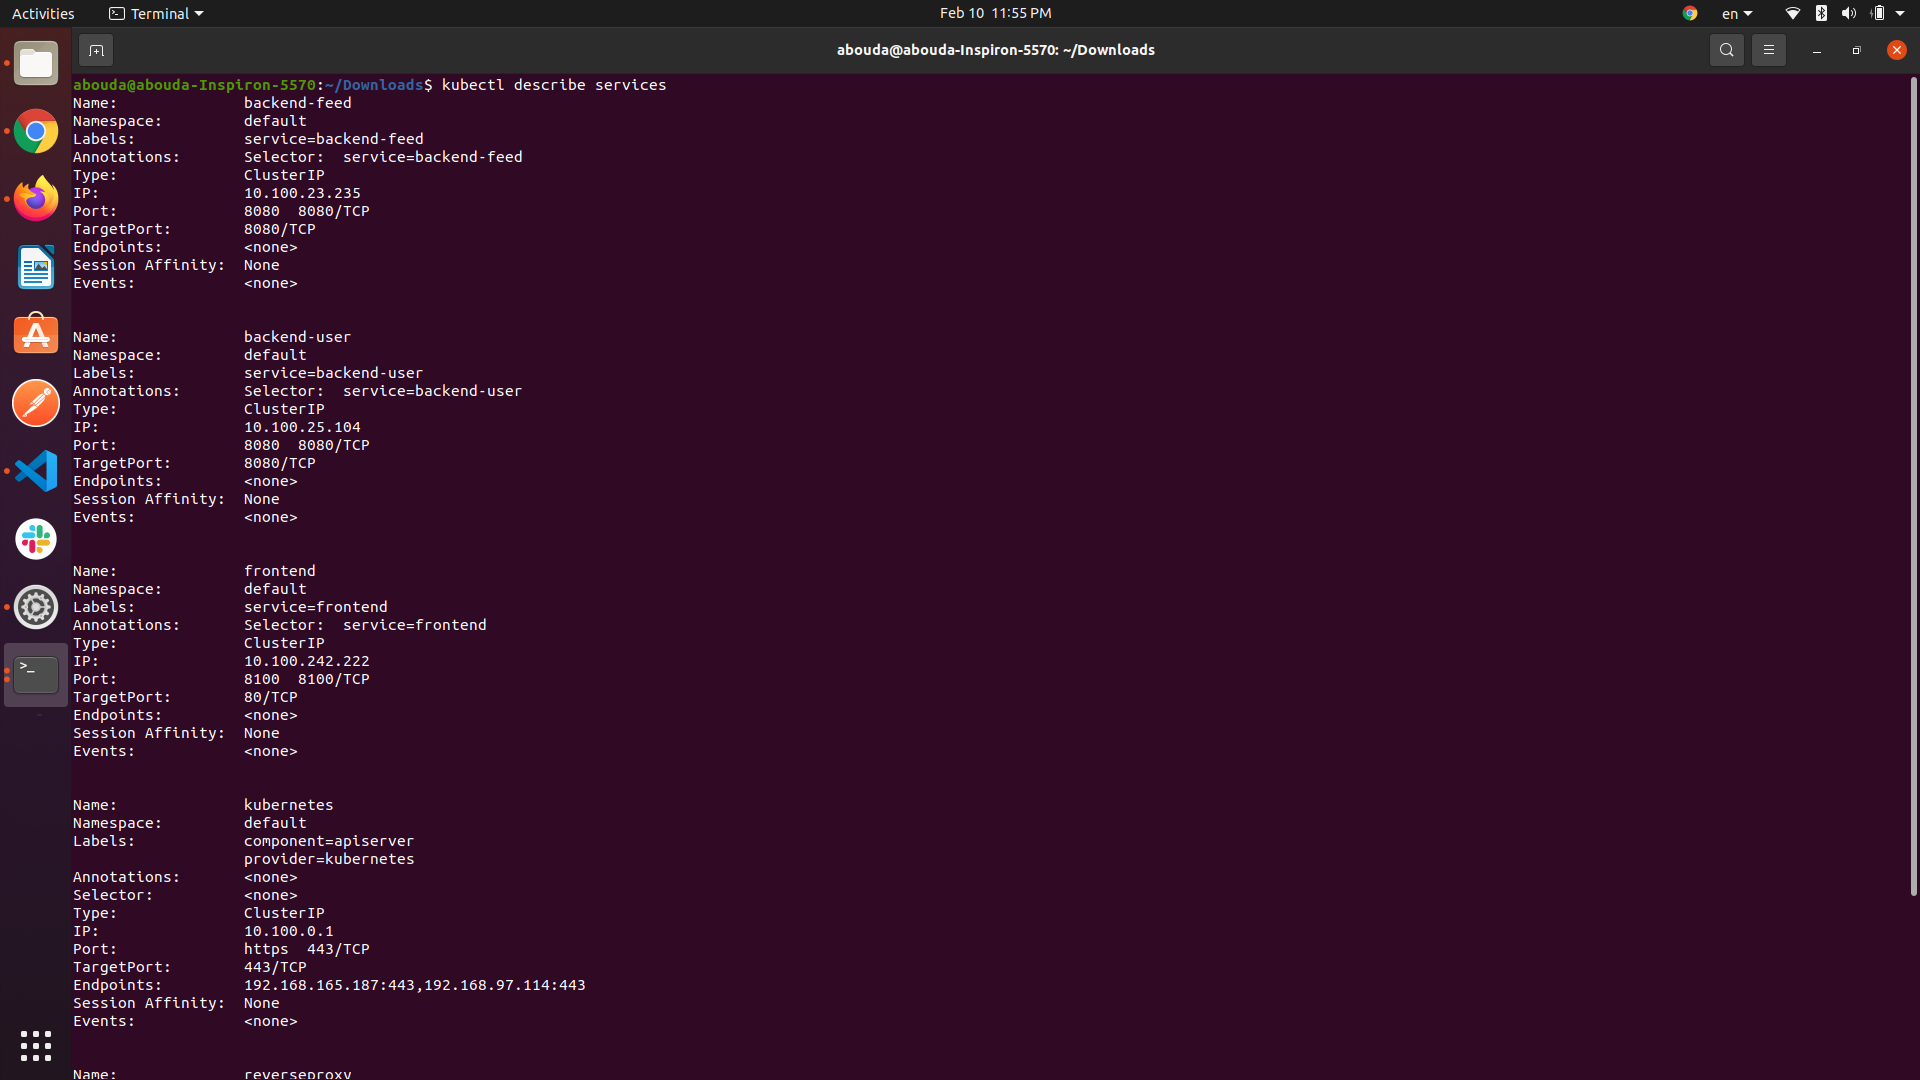 Activities Terminal Feb 10 11:55 PM en
abouda@abouda-Inspiron-5570: ~/Downloads
abouda@abouda-Inspiron-5570:~/Downloads$ kubectl describe services
Name: backend-feed
Namespace: default
Labels: service=backend-feed
Annotations: Selector: service=backend-feed
Type: ClusterIP
IP: 10.100.23.235
Port: 8080 8080/TCP
TargetPort: 8080/TCP
Endpoints: <none>
Session Affinity: None
Events: <none>
Name: backend-user
Namespace: default
Labels: service=backend-user
Annotations: Selector: service=backend-user
Type: ClusterIP
IP: 10.100.25.104
Port: 8080 8080/TCP
TargetPort: 8080/TCP
Endpoints: <none>
Session Affinity: None
Events: <none>
Name: frontend
Namespace: default
Labels: service=frontend
Annotations: Selector: service=frontend
Type: ClusterIP
IP: 10.100.242.222
Port: 8100 8100/TCP
TargetPort: 80/TCP
Endpoints: <none>
Session Affinity: None
Events: <none>
Name: kubernetes
Namespace: default
Labels: component=apiserver
provider=kubernetes
Annotations: <none>
Selector: <none>
Type: ClusterIP
IP: 10.100.0.1
Port: https 443/TCP
TargetPort: 443/TCP
Endpoints: 192.168.165.187:443,192.168.97.114:443
Session Affinity: None
Events: <none>
Name: reverseproxy